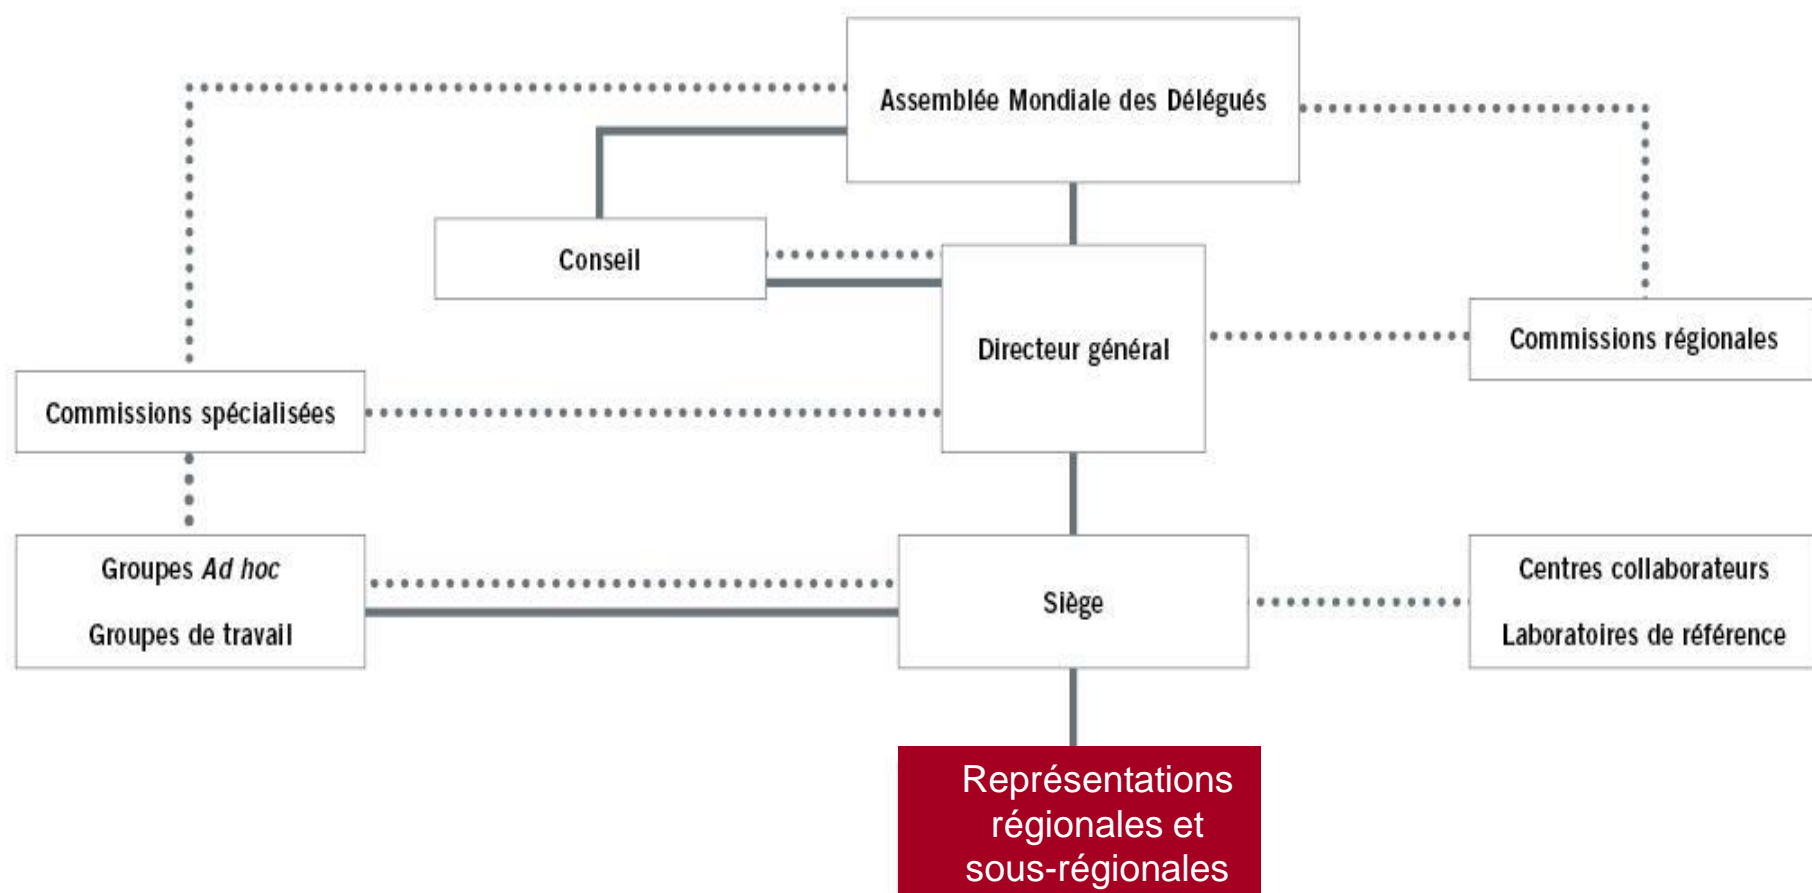 Assemblée Mondiale des Délégués
Conseil
Directeur général
Commissions régionales
Commissions spécialisées
Groupes Ad hoc
Groupes de travail
Siège
Centres collaborateurs
Laboratoires de référence
Représentations
régionales et
sous-régionales